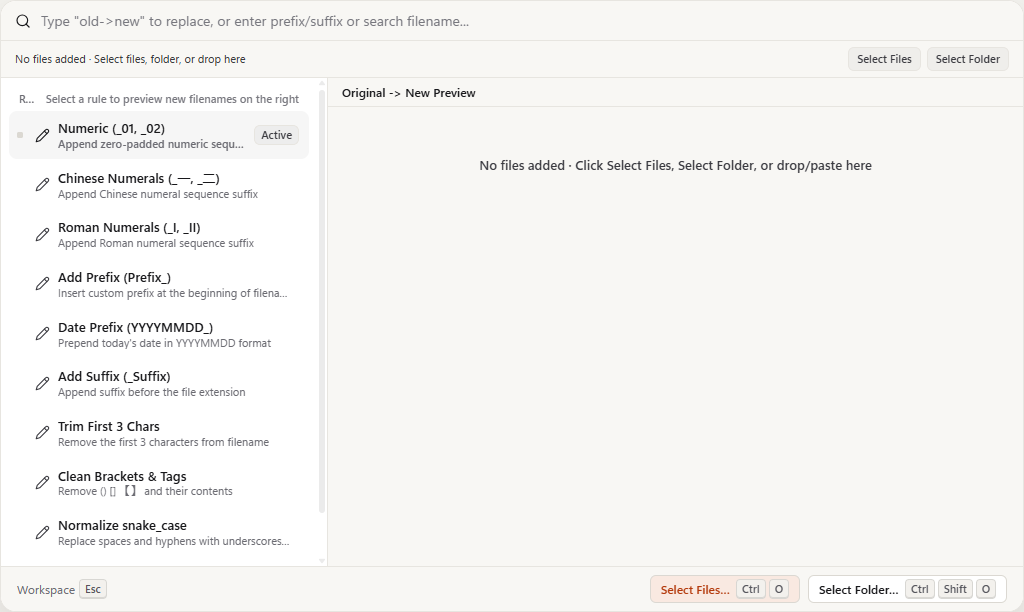 Type "old->new" to replace, or enter prefix/suffix or search filename...
No files added · Select files, folder, or drop here
Select Files
Select Folder
R... Select a rule to preview new filenames on the right
Original -> New Preview
Numeric (_01, _02)
Append zero-padded numeric sequ...
Active
No files added · Click Select Files, Select Folder, or drop/paste here
Chinese Numerals (_一, _二)
Append Chinese numeral sequence suffix
Roman Numerals (_I, _II)
Append Roman numeral sequence suffix
Add Prefix (Prefix_)
Insert custom prefix at the beginning of filena...
Date Prefix (YYYYMMDD_)
Prepend today's date in YYYYMMDD format
Add Suffix (_Suffix)
Append suffix before the file extension
Trim First 3 Chars
Remove the first 3 characters from filename
Clean Brackets & Tags
Remove () [] 【】 and their contents
Normalize snake_case
Replace spaces and hyphens with underscores...
Workspace Esc
Select Files... Ctrl O
Select Folder... Ctrl Shift O